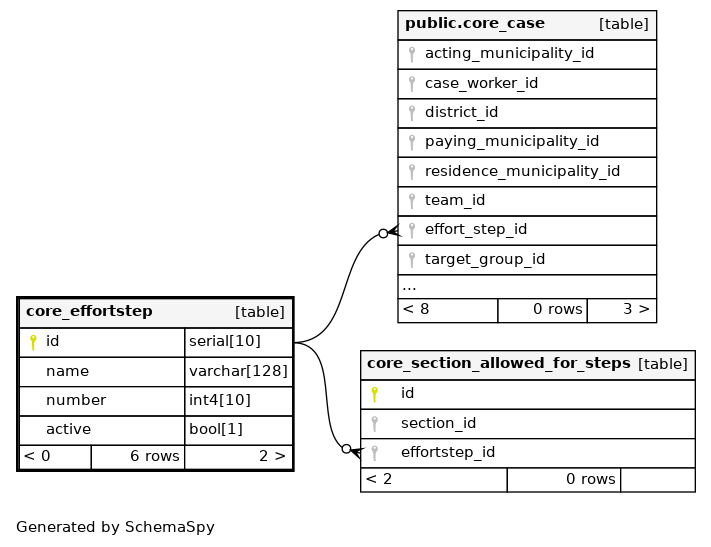 public.core_case [table]
acting_municipality_id
case_worker_id
district_id
paying_municipality_id
residence_municipality_id
team_id
effort_step_id
target_group_id
...
< 8 0 rows 3 >
core_effortstep [table]
id serial[10]
name varchar[128]
number int4[10]
active bool[1]
< 0 6 rows 2 >
core_section_allowed_for_steps [table]
id
section_id
effortstep_id
< 2 0 rows
Generated by SchemaSpy